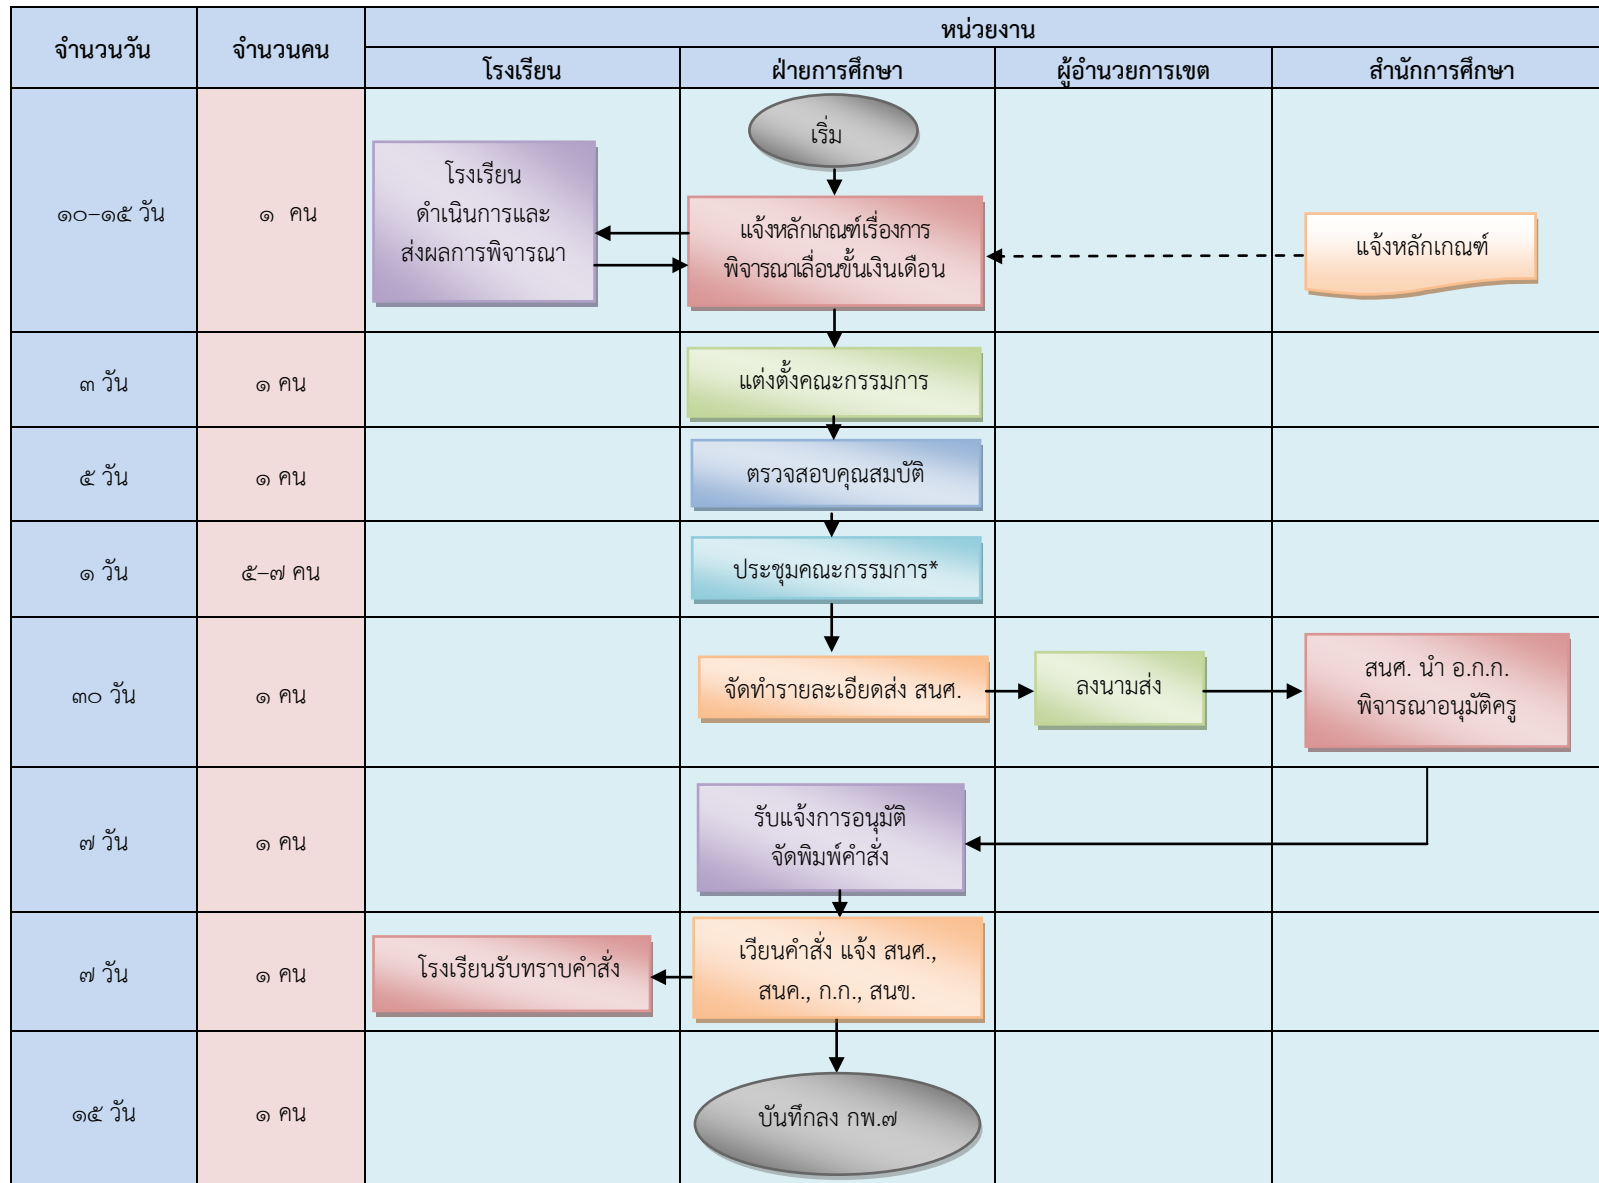 จำนวนวัน
จำนวนคน
หน่วยงาน
โรงเรียน
ฝ่ายการศึกษา
ผู้อำนวยการเขต
สำนักการศึกษา
๑๐–๑๕ วัน
๑ คน
โรงเรียน
ดำเนินการและ
ส่งผลการพิจารณา
เริ่ม
แจ้งหลักเกณฑ์เรื่องการ
พิจารณาเลื่อนขั้นเงินเดือน
แจ้งหลักเกณฑ์
๓ วัน
๑ คน
แต่งตั้งคณะกรรมการ
๕ วัน
๑ คน
ตรวจสอบคุณสมบัติ
๑ วัน
๕–๗ คน
ประชุมคณะกรรมการ*
๓๐ วัน
๑ คน
จัดทำรายละเอียดส่ง สนศ.
ลงนามส่ง
สนศ. นำ อ.ก.ก.
พิจารณาอนุมัติครู
๗ วัน
๑ คน
รับแจ้งการอนุมัติ
จัดพิมพ์คำสั่ง
๗ วัน
๑ คน
โรงเรียนรับทราบคำสั่ง
เวียนคำสั่ง แจ้ง สนศ.,
สนค., ก.ก., สนข.
๑๕ วัน
๑ คน
บันทึกลง กพ.๗